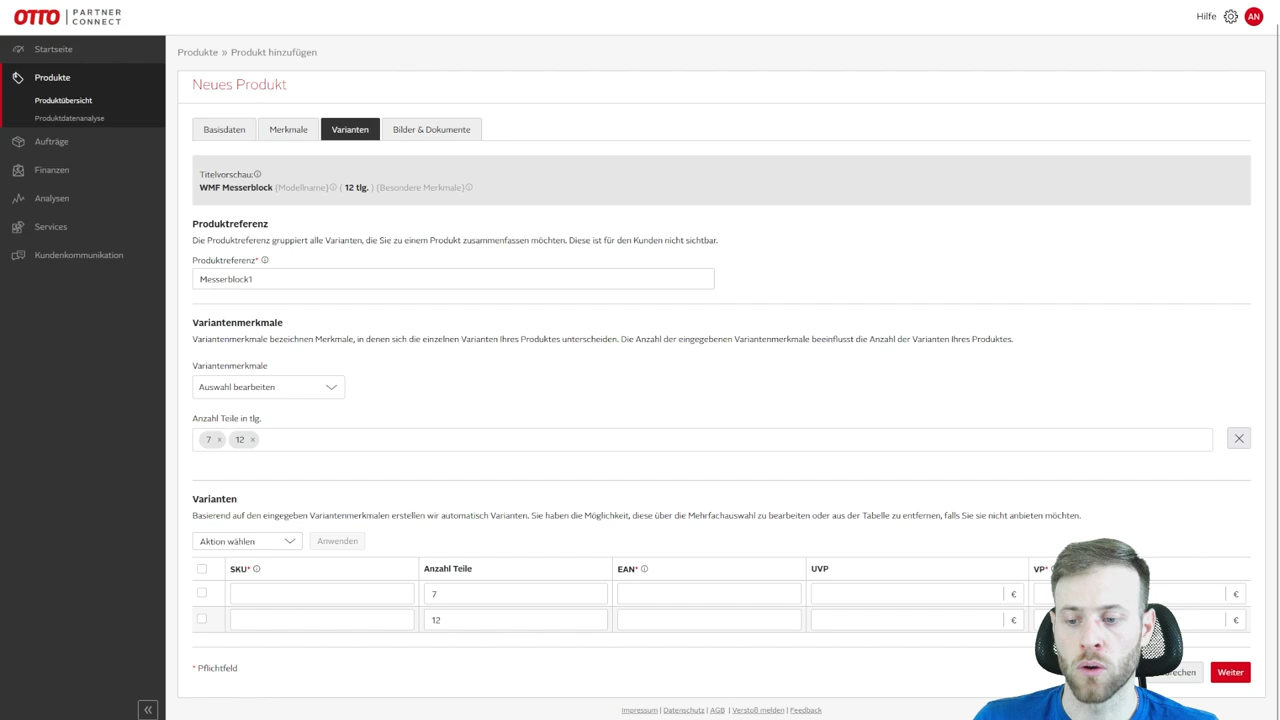 OTTO | PARTNER CONNECT
Hilfe AN
Startseite
Produkte
Produktübersicht
Produktdatenanalyse
Aufträge
Finanzen
Analysen
Services
Kundenkommunikation
Produkte » Produkt hinzufügen
Neues Produkt
Basisdaten Merkmale Varianten Bilder & Dokumente
Titelvorschau:
WMF Messerblock {Modellname} ( 12 tlg. ) {Besondere Merkmale}
Produktreferenz
Die Produktreferenz gruppiert alle Varianten, die Sie zu einem Produkt zusammenfassen möchten. Diese ist für den Kunden nicht sichtbar.
Produktreferenz*
Messerblock1
Variantenmerkmale
Variantenmerkmale bezeichnen Merkmale, in denen sich die einzelnen Varianten Ihres Produktes unterscheiden. Die Anzahl der eingegebenen Variantenmerkmale beeinflusst die Anzahl der Varianten Ihres Produktes.
Variantenmerkmale
Auswahl bearbeiten
Anzahl Teile in tlg.
7 × 12 ×
Varianten
Basierend auf den eingegeben Variantenmerkmalen erstellen wir automatisch Varianten. Sie haben die Möglichkeit, diese über die Mehrfachauswahl zu bearbeiten oder aus der Tabelle zu entfernen, falls Sie sie nicht anbieten möchten.
Aktion wählen Anwenden
SKU* Anzahl Teile EAN* UVP VP*
7 € €
12 € €
* Pflichtfeld
Weiter
Impressum | Datenschutz | AGB | Verstoß melden | Feedback